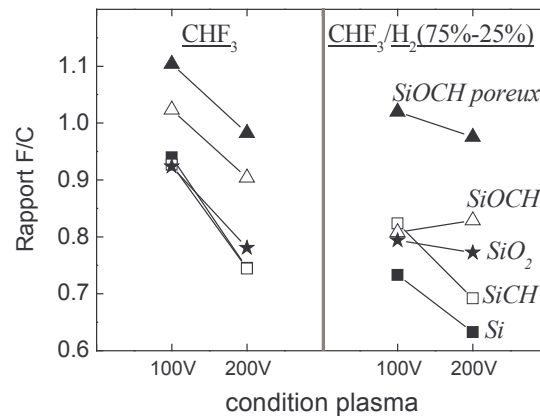 CHF3
CHF3/H2(75%-25%)
1.1
1.0
0.9
0.8
0.7
0.6
Rapport F/C
SiOCH poreux
SiOCH
SiO2
SiCH
Si
100V 200V 100V 200V
condition plasma